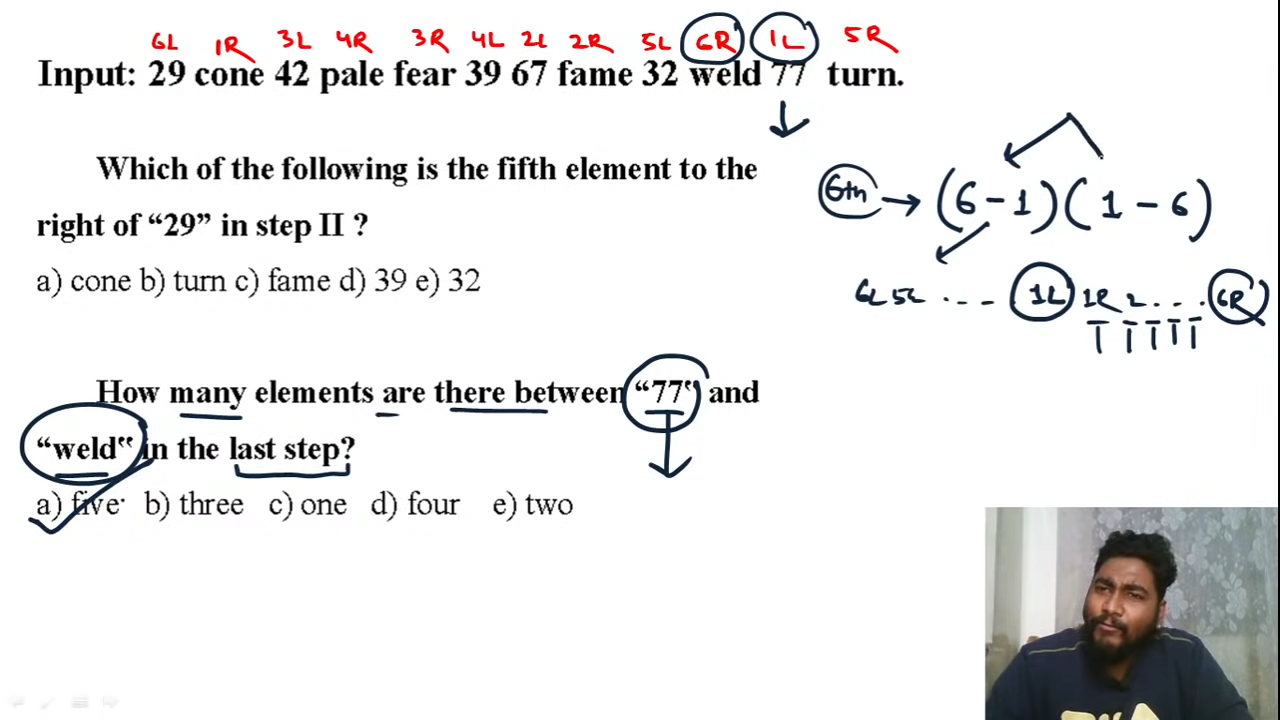 6L 1R 3L 4R 3R 4L 2L 2R 5L 6R 1L 5R
Input: 29 cone 42 pale fear 39 67 fame 32 weld 77 turn.
Which of the following is the fifth element to the
right of “29” in step II ?
a) cone b) turn c) fame d) 39 e) 32
6th → (6 - 1) (1 - 6)
6L 5L .... 1L 1R 2 .... 6R
How many elements are there between “77“ and
“weld“ in the last step?
a) five b) three c) one d) four e) two